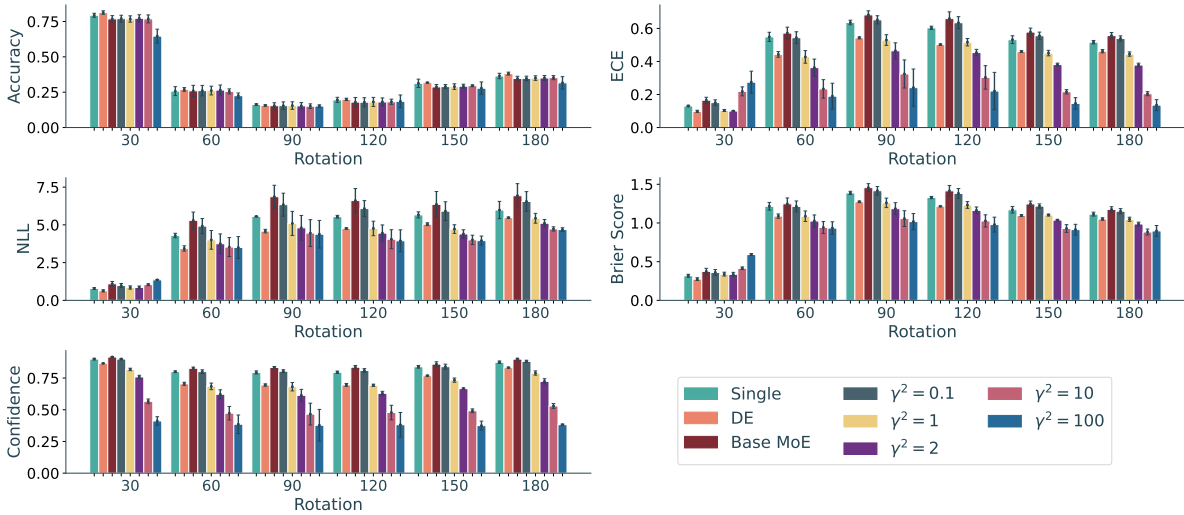 Accuracy
0.75
0.50
0.25
0.00
30
60
90
120
150
180
Rotation
ECE
0.6
0.4
0.2
0.0
30
60
90
120
150
180
Rotation
NLL
7.5
5.0
2.5
0.0
30
60
90
120
150
180
Rotation
Brier Score
1.5
1.0
0.5
0.0
30
60
90
120
150
180
Rotation
Confidence
0.75
0.50
0.25
0.00
30
60
90
120
150
180
Rotation
Single
DE
Base MoE
γ² = 0.1
γ² = 1
γ² = 2
γ² = 10
γ² = 100